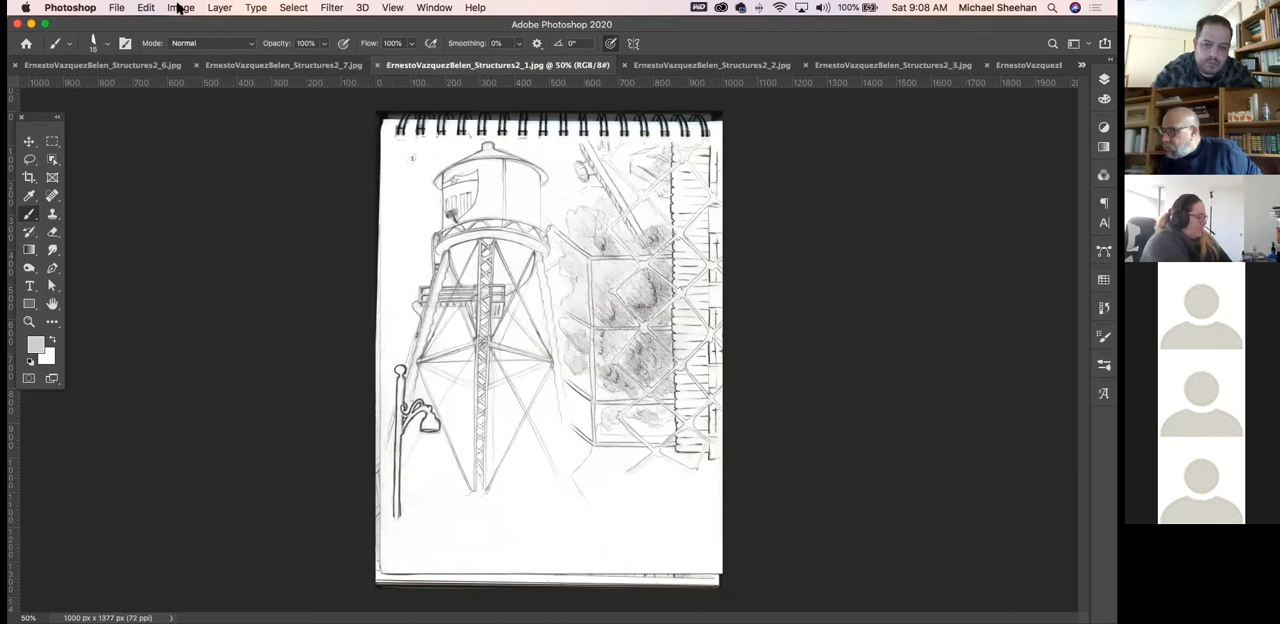 Photoshop File Edit Image Layer Type Select Filter 3D View Window Help 100% Sat 9:08 AM Michael Sheehan
Adobe Photoshop 2020
15 Mode: Normal Opacity: 100% Flow: 100% Smoothing: 0% 0°
ErnestoVazquezBelen_Structures2_6.jpg ErnestoVazquezBelen_Structures2_7.jpg ErnestoVazquezBelen_Structures2_1.jpg @ 50% (RGB/8#) ErnestoVazquezBelen_Structures2_2.jpg ErnestoVazquezBelen_Structures2_3.jpg ErnestoVazquezBel
1000 900 800 700 600 500 400 300 200 100 0 100 200 300 400 500 600 700 800 900 1000 1100 1200 1300 1400 1500 1600 1700 1800 1900
50% 1000 px x 1377 px (72 ppi)